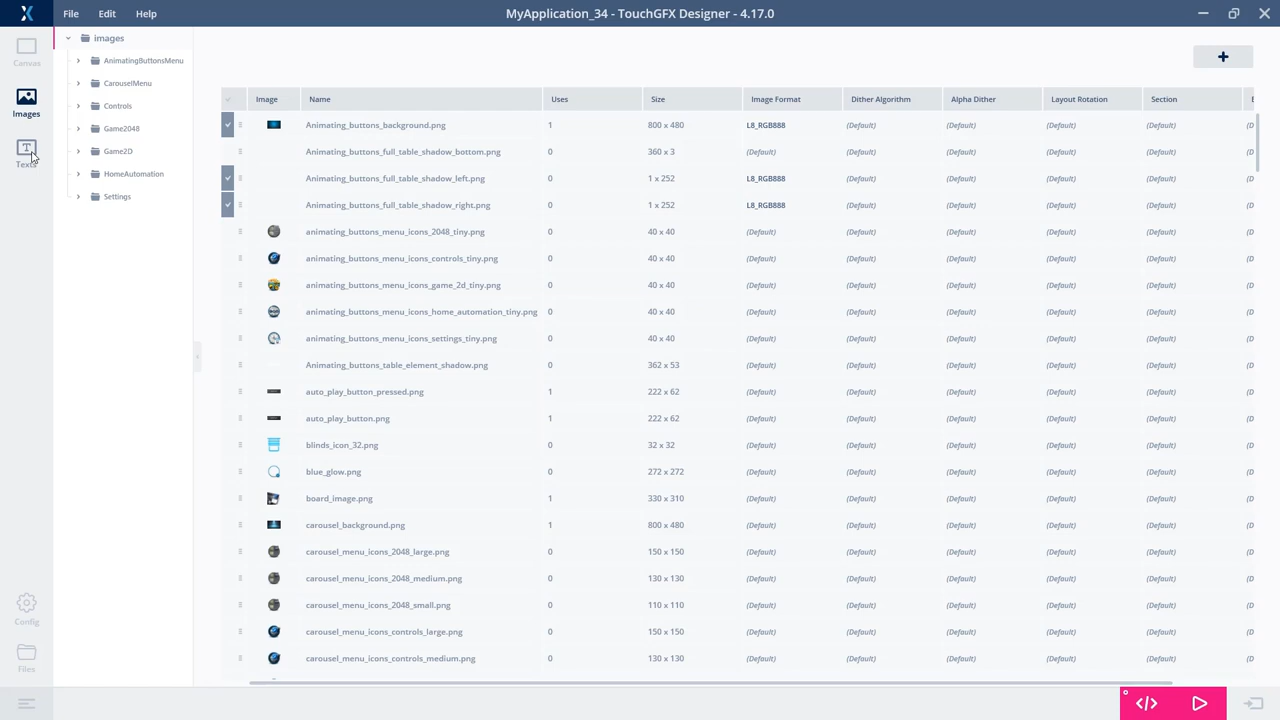 File Edit Help MyApplication_34 - TouchGFX Designer - 4.17.0
Canvas
Images
Texts
Config
Files
images
AnimatingButtonsMenu
CarouselMenu
Controls
Game2048
Game2D
HomeAutomation
Settings
Image Name Uses Size Image Format Dither Algorithm Alpha Dither Layout Rotation Section
Animating_buttons_background.png 1 800 x 480 L8_RGB888 (Default) (Default) (Default) (Default) (D
Animating_buttons_full_table_shadow_bottom.png 0 360 x 3 (Default) (Default) (Default) (Default) (Default) (D
Animating_buttons_full_table_shadow_left.png 0 1 x 252 L8_RGB888 (Default) (Default) (Default) (Default) (D
Animating_buttons_full_table_shadow_right.png 0 1 x 252 L8_RGB888 (Default) (Default) (Default) (Default) (D
animating_buttons_menu_icons_2048_tiny.png 0 40 x 40 (Default) (Default) (Default) (Default) (Default) (D
animating_buttons_menu_icons_controls_tiny.png 0 40 x 40 (Default) (Default) (Default) (Default) (Default) (D
animating_buttons_menu_icons_game_2d_tiny.png 0 40 x 40 (Default) (Default) (Default) (Default) (Default) (D
animating_buttons_menu_icons_home_automation_tiny.png 0 40 x 40 (Default) (Default) (Default) (Default) (Default) (D
animating_buttons_menu_icons_settings_tiny.png 0 40 x 40 (Default) (Default) (Default) (Default) (Default) (D
Animating_buttons_table_element_shadow.png 0 362 x 53 (Default) (Default) (Default) (Default) (Default) (D
auto_play_button_pressed.png 1 222 x 62 (Default) (Default) (Default) (Default) (Default) (D
auto_play_button.png 1 222 x 62 (Default) (Default) (Default) (Default) (Default) (D
blinds_icon_32.png 0 32 x 32 (Default) (Default) (Default) (Default) (Default) (D
blue_glow.png 0 272 x 272 (Default) (Default) (Default) (Default) (Default) (D
board_image.png 1 330 x 310 (Default) (Default) (Default) (Default) (Default) (D
carousel_background.png 1 800 x 480 (Default) (Default) (Default) (Default) (Default) (D
carousel_menu_icons_2048_large.png 0 150 x 150 (Default) (Default) (Default) (Default) (Default) (D
carousel_menu_icons_2048_medium.png 0 130 x 130 (Default) (Default) (Default) (Default) (Default) (D
carousel_menu_icons_2048_small.png 0 110 x 110 (Default) (Default) (Default) (Default) (Default) (D
carousel_menu_icons_controls_large.png 0 150 x 150 (Default) (Default) (Default) (Default) (Default) (D
carousel_menu_icons_controls_medium.png 0 130 x 130 (Default) (Default) (Default) (Default) (Default) (D